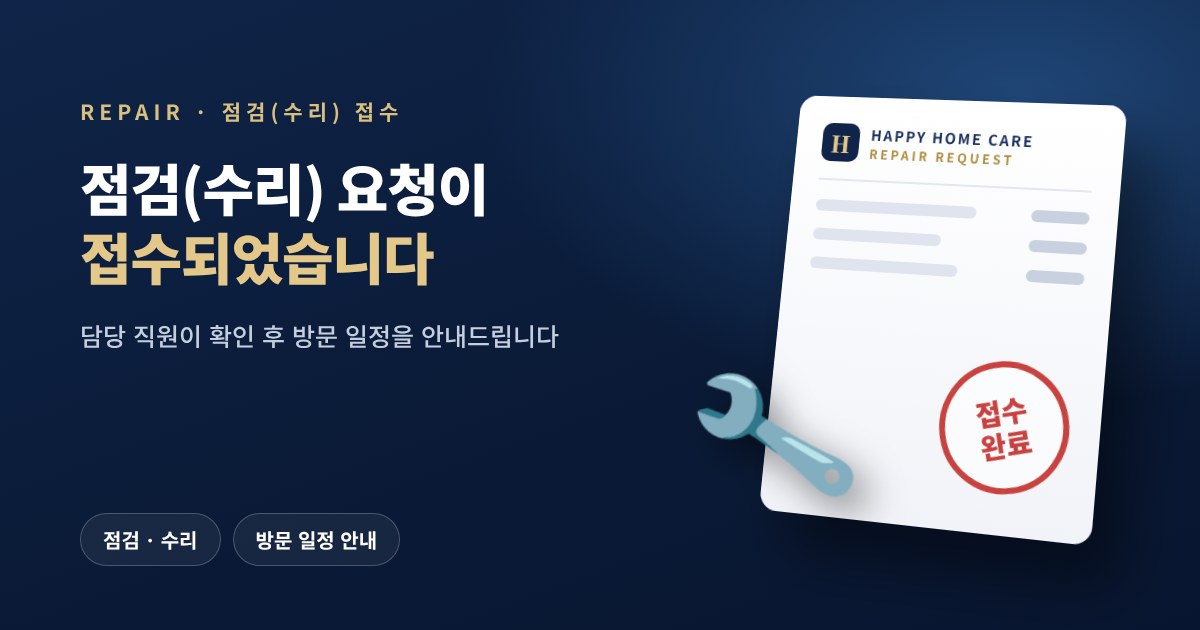 REPAIR · 점검(수리) 접수
점검(수리) 요청이
접수되었습니다
담당 직원이 확인 후 방문 일정을 안내드립니다
점검 · 수리
방문 일정 안내
H
HAPPY HOME CARE
REPAIR REQUEST
접수
완료